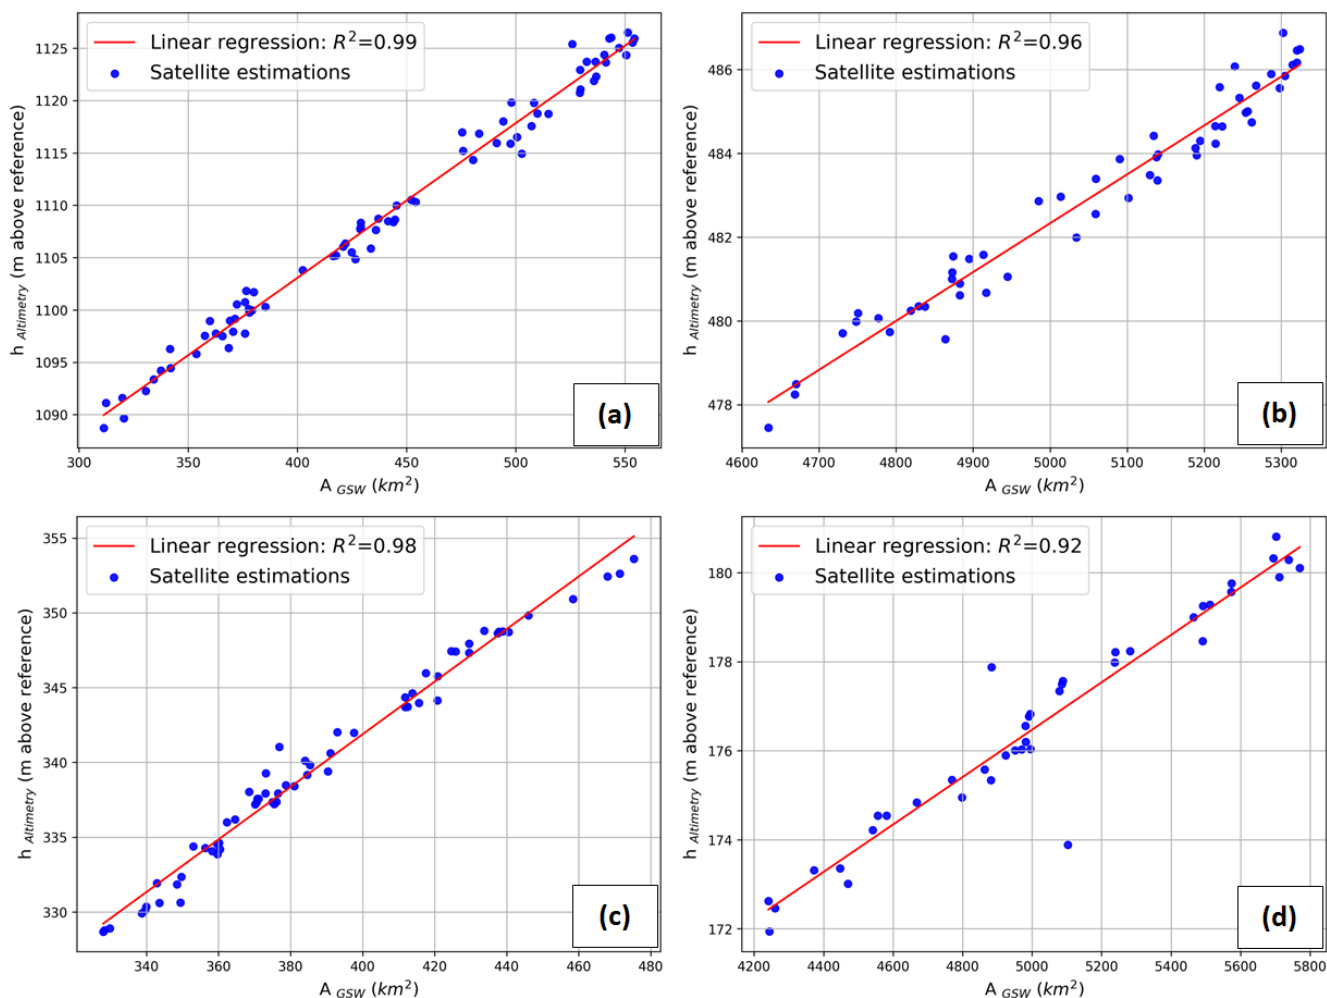 Linear regression: R²=0.99
Satellite estimations
1125
1120
1115
1110
1105
1100
1095
1090
h Altimetry (m above reference)
(a)
300 350 400 450 500 550
A GSW (km²)
Linear regression: R²=0.96
Satellite estimations
486
484
482
480
478
h Altimetry (m above reference)
(b)
4600 4700 4800 4900 5000 5100 5200 5300
A GSW (km²)
Linear regression: R²=0.98
Satellite estimations
355
350
345
340
335
330
h Altimetry (m above reference)
(c)
340 360 380 400 420 440 460 480
A GSW (km²)
Linear regression: R²=0.92
Satellite estimations
180
178
176
174
172
h Altimetry (m above reference)
(d)
4200 4400 4600 4800 5000 5200 5400 5600 5800
A GSW (km²)